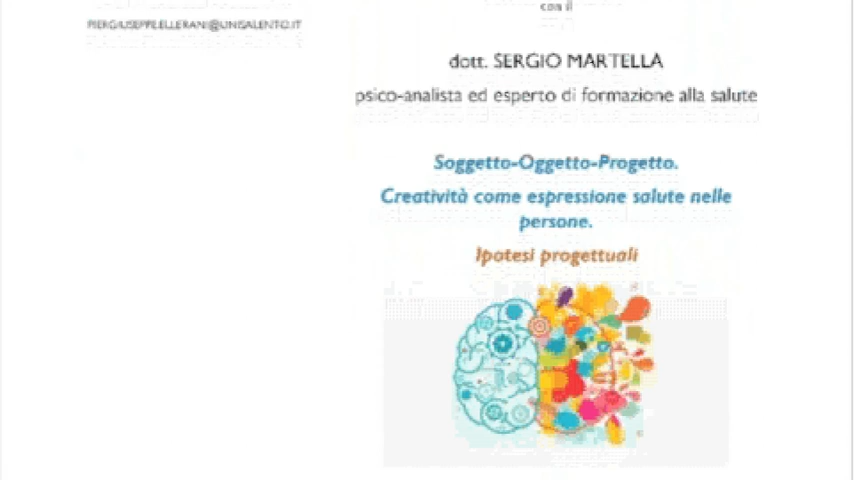 PIERGIUSEPPE.ELLERANI@UNISALENTO.IT
con il
dott. SERGIO MARTELLA
psico-analista ed esperto di formazione alla salute
Soggetto-Oggetto-Progetto.
Creatività come espressione salute nelle
persone.
Ipotesi progettuali